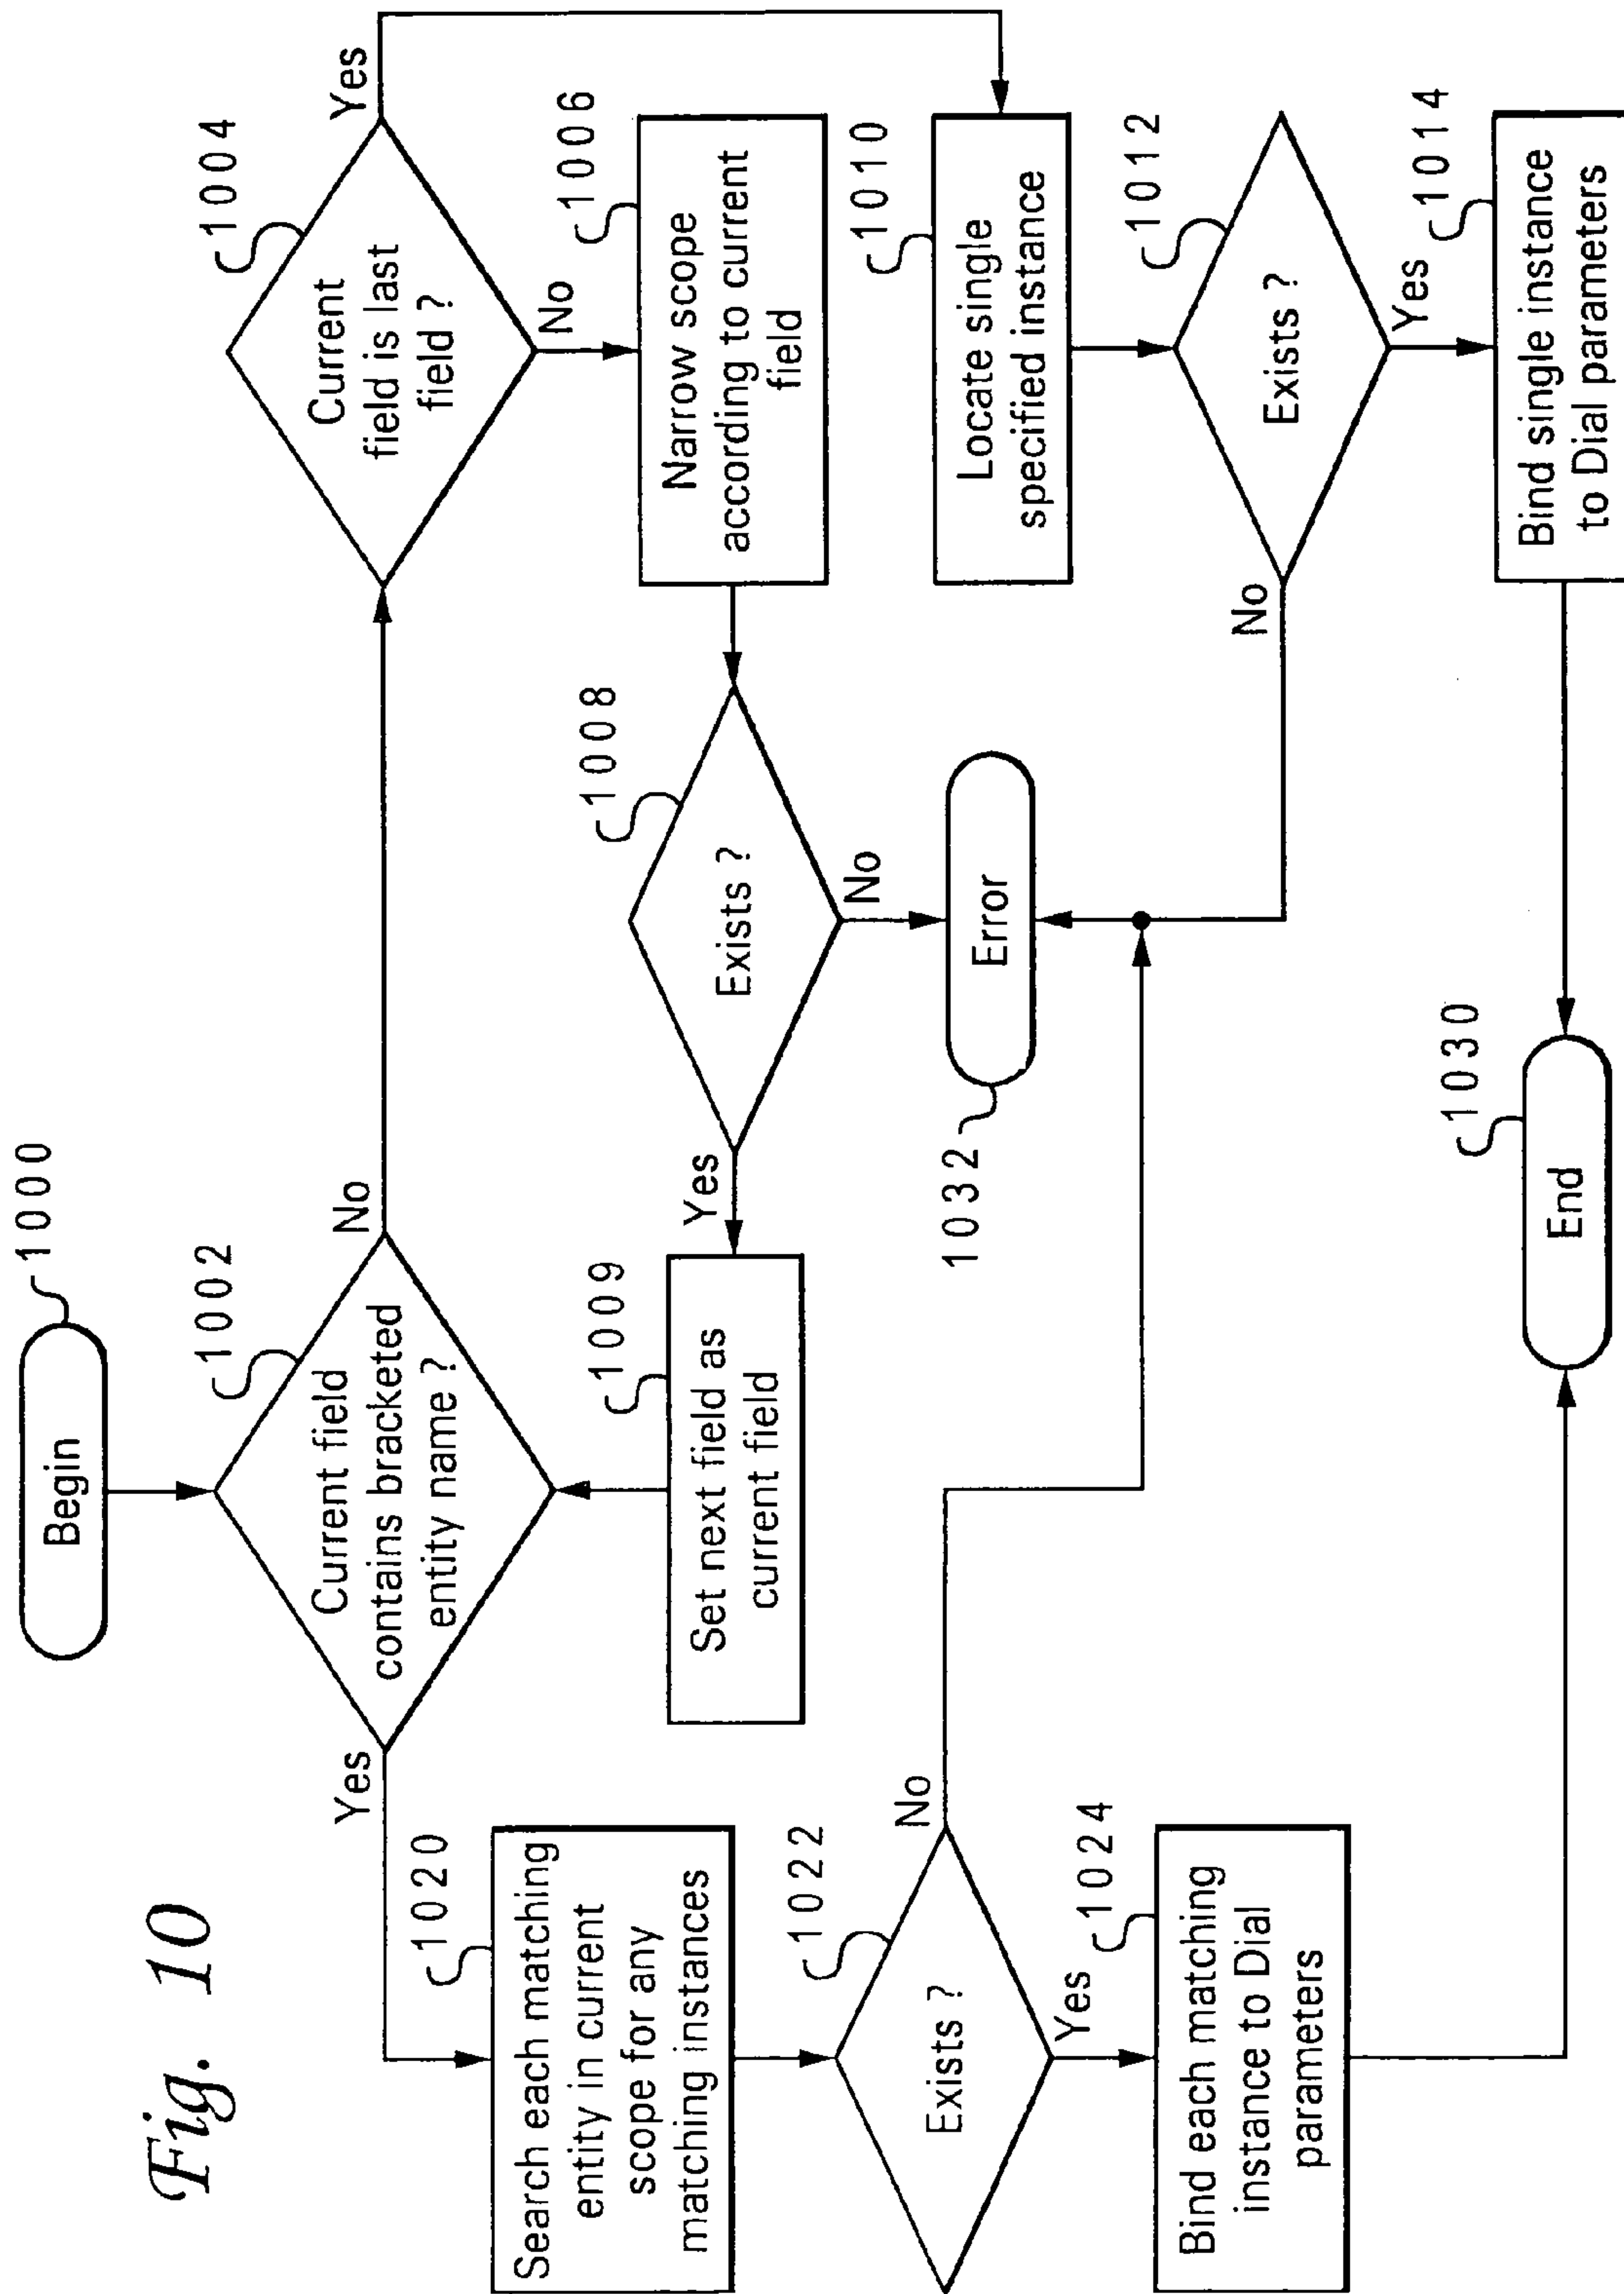 Fig. 10
Begin
1000
Current field
contains bracketed
entity name ?
1002
Yes
No
Current
field is last
field ?
1004
Yes
No
Narrow scope
according to current
field
1006
Exists ?
1008
Yes
No
Set next field as
current field
1009
Locate single
specified instance
1010
Exists ?
1012
No
Yes
Bind single instance
to Dial parameters
1014
Search each matching
entity in current
scope for any
matching instances
1020
Exists ?
1022
No
Yes
Bind each matching
instance to Dial
parameters
1024
Error
1032
End
1030